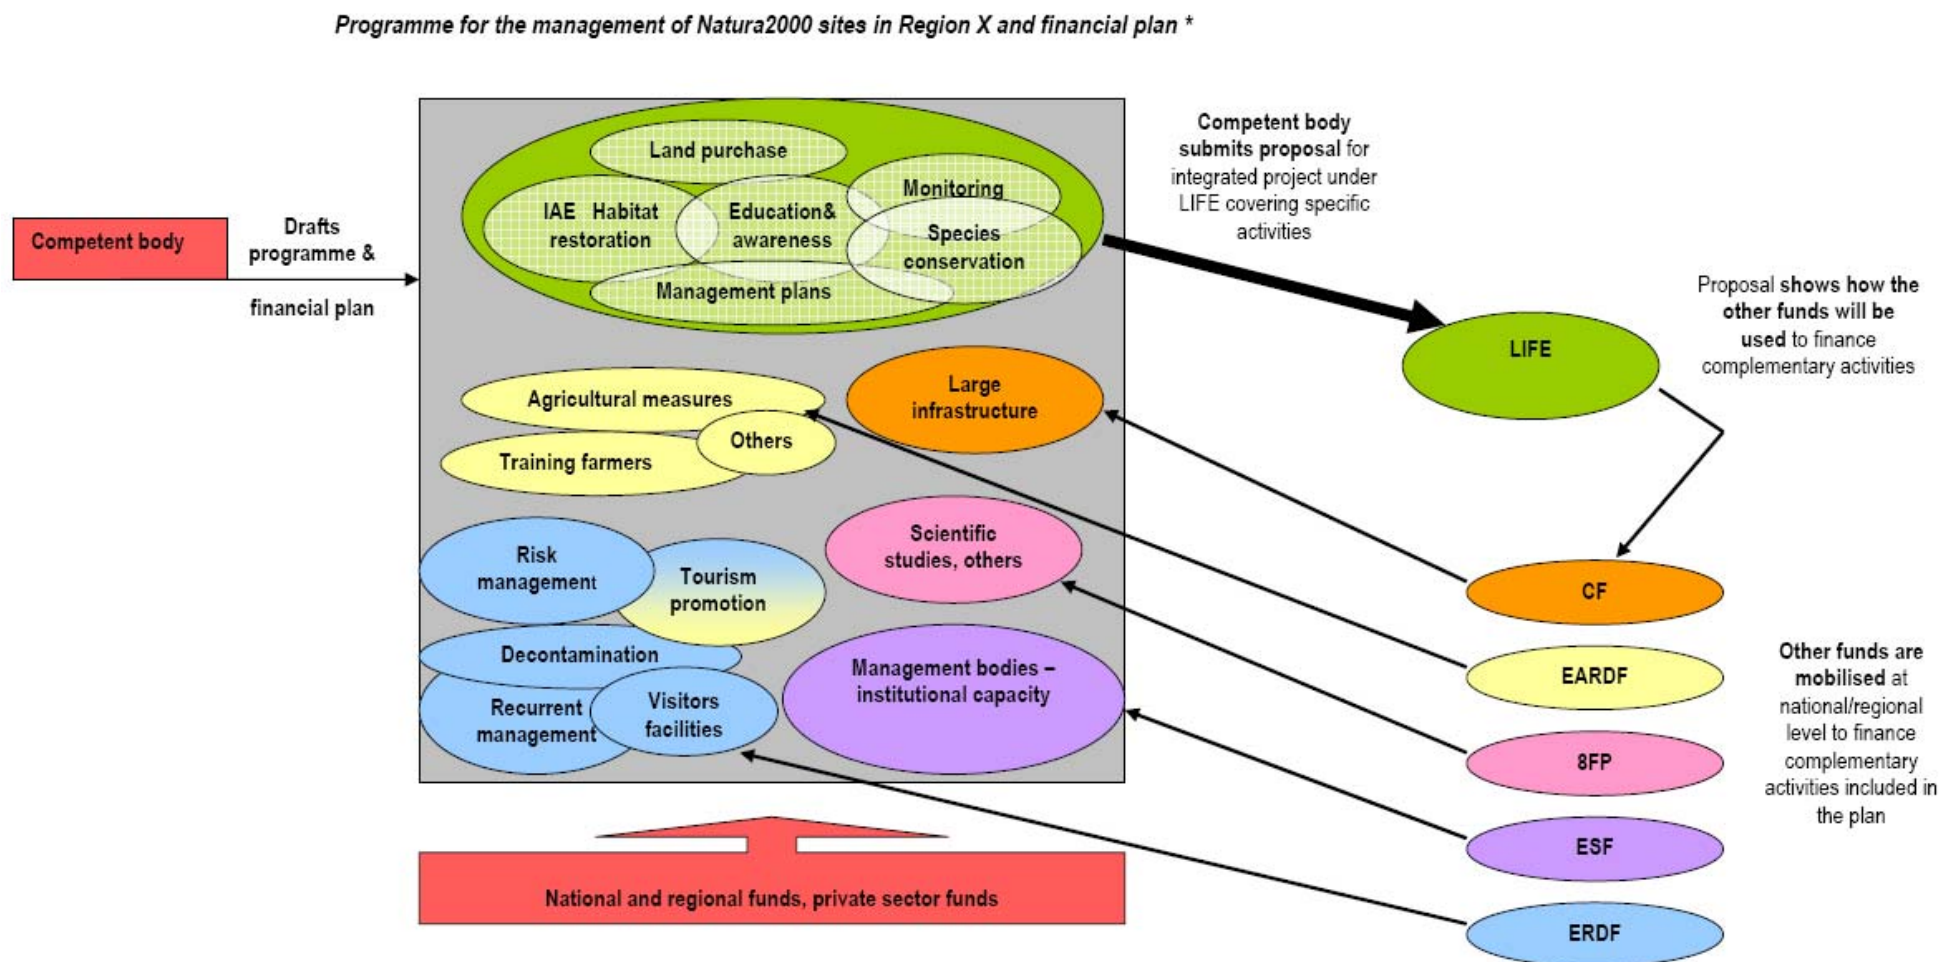 Programme for the management of Natura2000 sites in Region X and financial plan *
Competent body
Drafts
programme &
financial plan
Land purchase
IAE Habitat
restoration
Education&
awareness
Monitoring
Species
conservation
Management plans
Competent body
submits proposal for
integrated project under
LIFE covering specific
activities
LIFE
Proposal shows how the
other funds will be
used to finance
complementary activities
Agricultural measures
Others
Training farmers
Large
infrastructure
Risk
management
Tourism
promotion
Scientific
studies, others
Decontamination
Recurrent
management
Visitors
facilities
Management bodies –
institutional capacity
CF
EARDF
8FP
ESF
ERDF
Other funds are
mobilised at
national/regional
level to finance
complementary
activities included in
the plan
National and regional funds, private sector funds